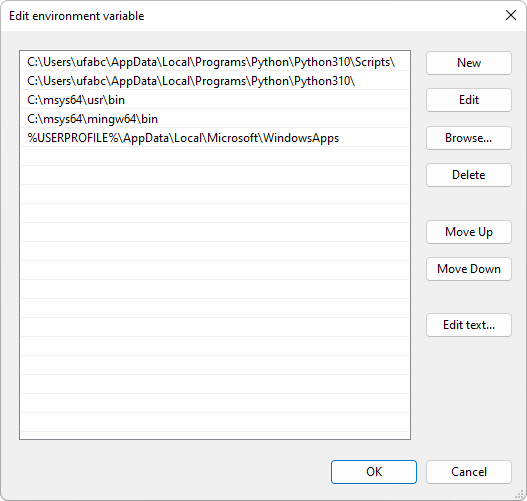 Edit environment variable
C:\Users\ufabc\AppData\Local\Programs\Python\Python310\Scripts\
C:\Users\ufabc\AppData\Local\Programs\Python\Python310\
C:\msys64\usr\bin
C:\msys64\mingw64\bin
%USERPROFILE%\AppData\Local\Microsoft\WindowsApps
New
Edit
Browse...
Delete
Move Up
Move Down
Edit text...
OK
Cancel